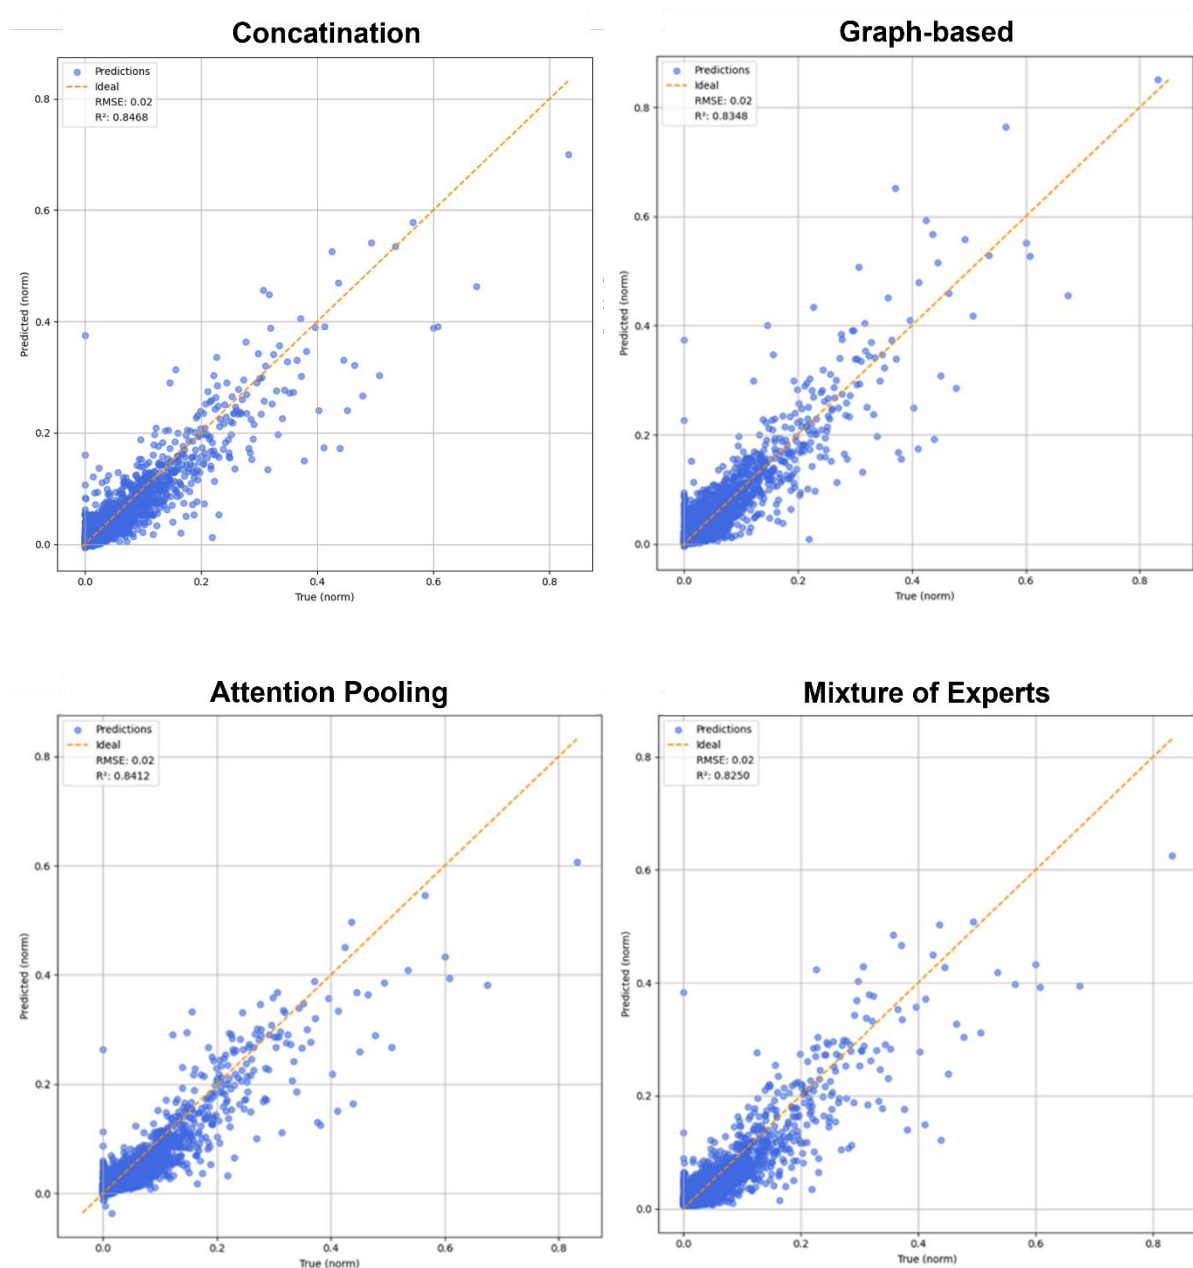 Concatination
Predictions
Ideal
RMSE: 0.02
R²: 0.8468
0.8
0.6
0.4
0.2
0.0
Predicted (norm)
0.0 0.2 0.4 0.6 0.8
True (norm)
Graph-based
Predictions
Ideal
RMSE: 0.02
R²: 0.8348
0.8
0.6
0.4
0.2
0.0
Predicted (norm)
0.0 0.2 0.4 0.6 0.8
True (norm)
Attention Pooling
Predictions
Ideal
RMSE: 0.02
R²: 0.8412
0.8
0.6
0.4
0.2
0.0
Predicted (norm)
0.0 0.2 0.4 0.6 0.8
True (norm)
Mixture of Experts
Predictions
Ideal
RMSE: 0.02
R²: 0.8250
0.8
0.6
0.4
0.2
0.0
Predicted (norm)
0.0 0.2 0.4 0.6 0.8
True (norm)